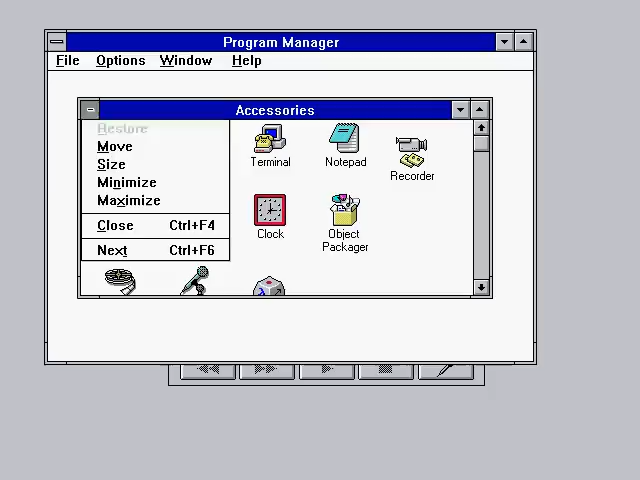 Program Manager
File Options Window Help
Accessories
Restore
Move
Size
Minimize
Maximize
Close Ctrl+F4
Next Ctrl+F6
Terminal
Notepad
Recorder
Clock
Object
Packager